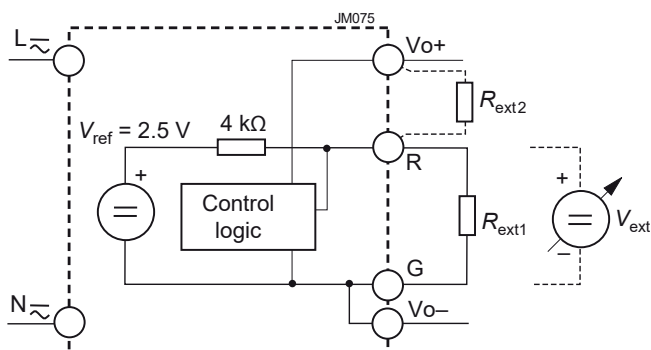 JM075
L
Vo+
Rext2
Vref = 2.5 V
4 kΩ
R
+
+
Control
logic
Rext1
Vext
–
G
N
Vo–